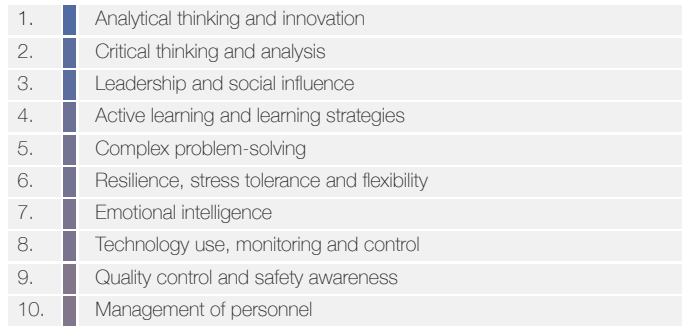 1. Analytical thinking and innovation
2. Critical thinking and analysis
3. Leadership and social influence
4. Active learning and learning strategies
5. Complex problem-solving
6. Resilience, stress tolerance and flexibility
7. Emotional intelligence
8. Technology use, monitoring and control
9. Quality control and safety awareness
10. Management of personnel